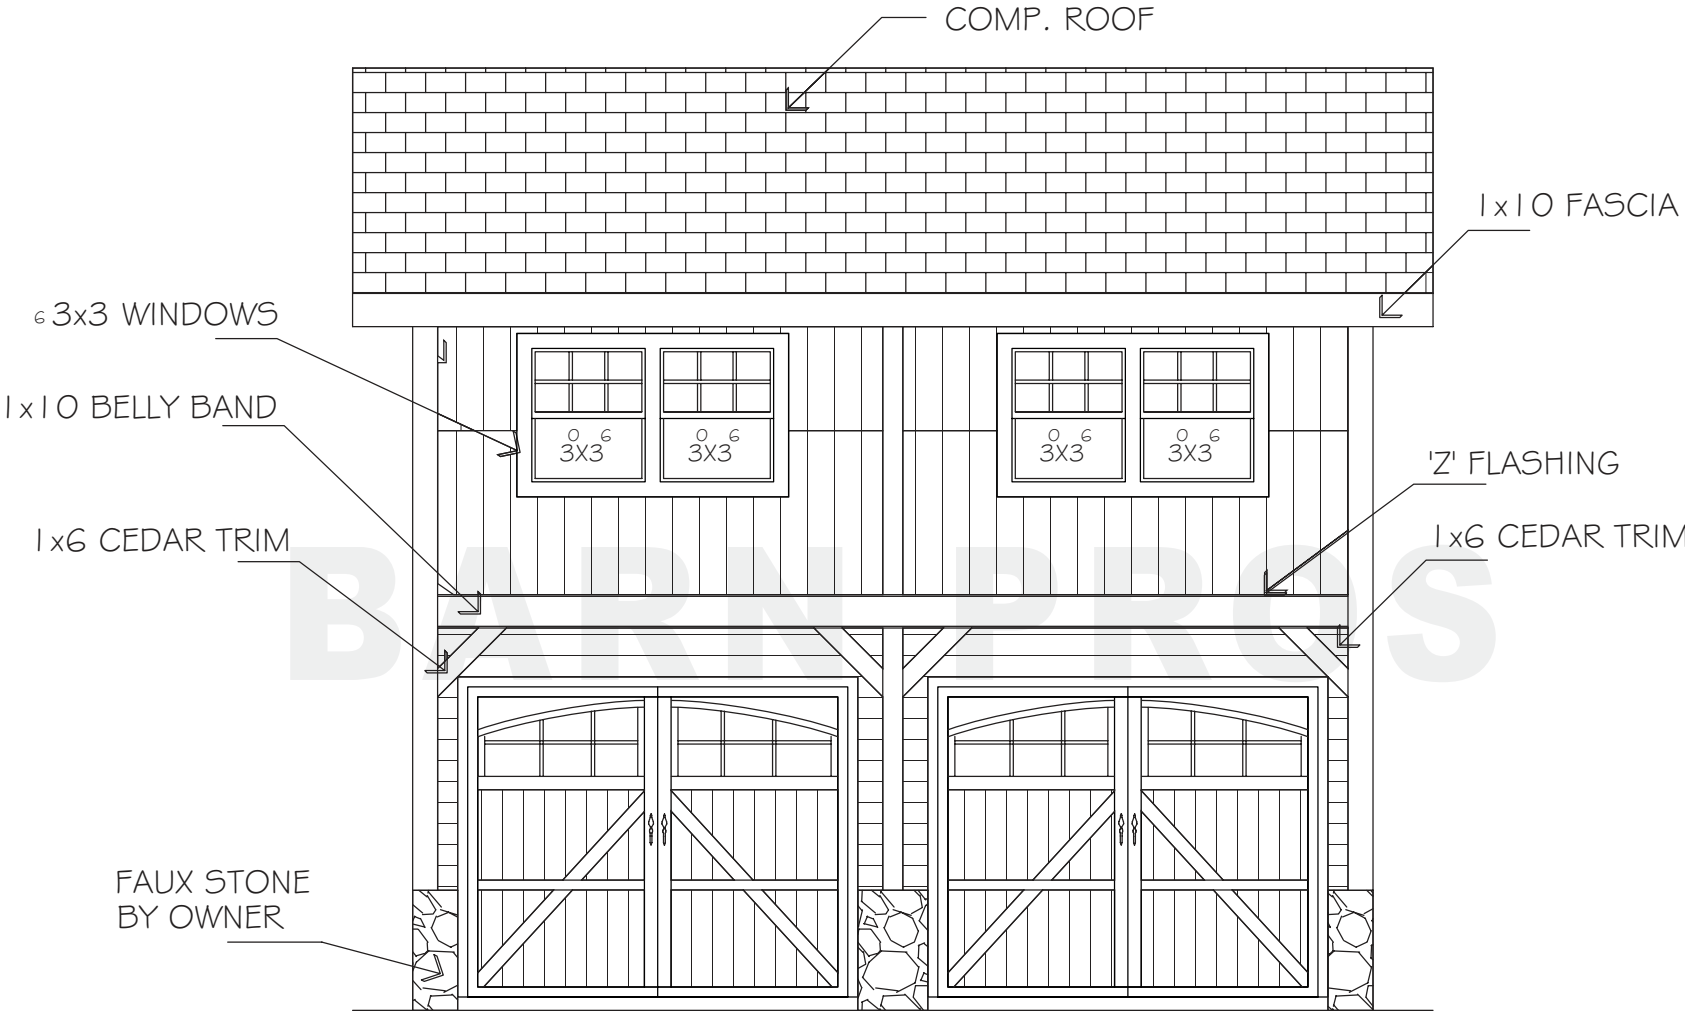 COMP. ROOF
1x10 FASCIA
6 3x3 WINDOWS
1x10 BELLY BAND
0 6 0 6 0 6 0 6
3X3 3X3 3X3 3X3
'Z' FLASHING
1x6 CEDAR TRIM
1x6 CEDAR TRIM
BARN PROS
FAUX STONE
BY OWNER